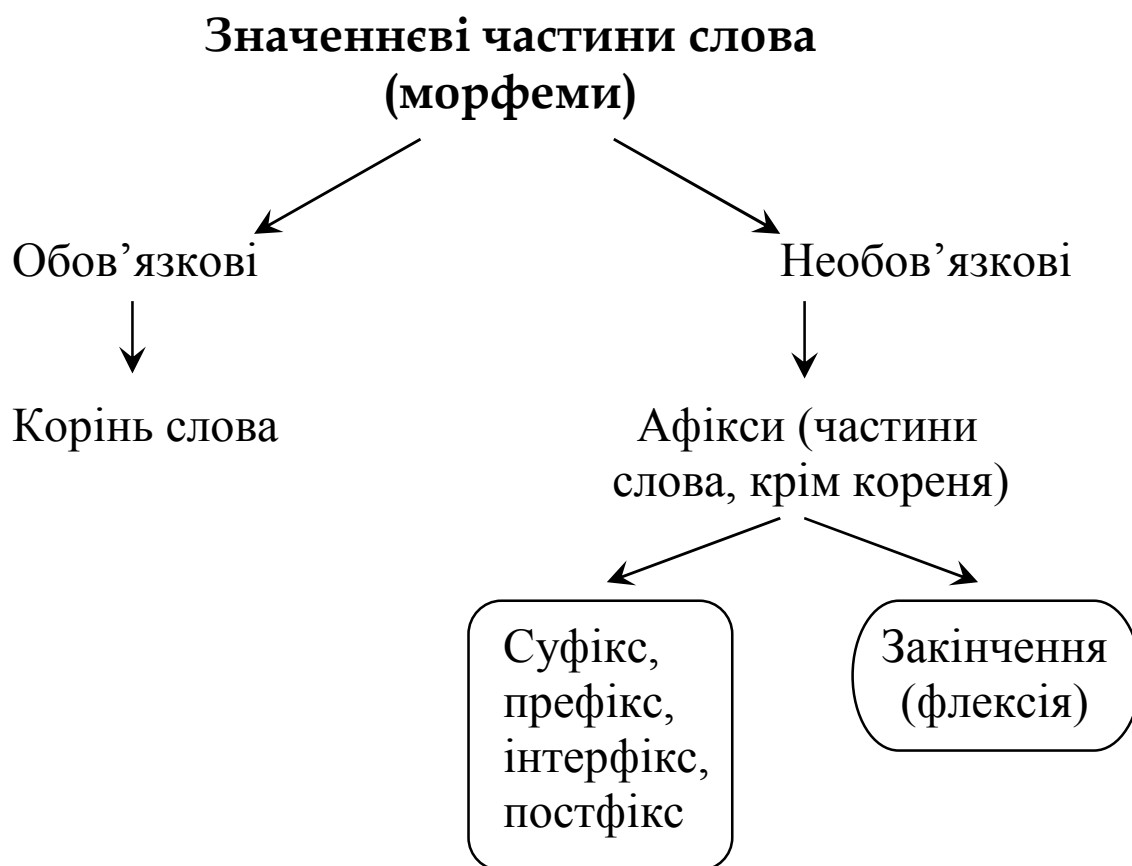 Значеннєві частини слова
(морфеми)
Обов’язкові
Необов’язкові
Корінь слова
Афікси (частини
слова, крім кореня)
Суфікс,
префікс,
інтерфікс,
постфікс
Закінчення
(флексія)